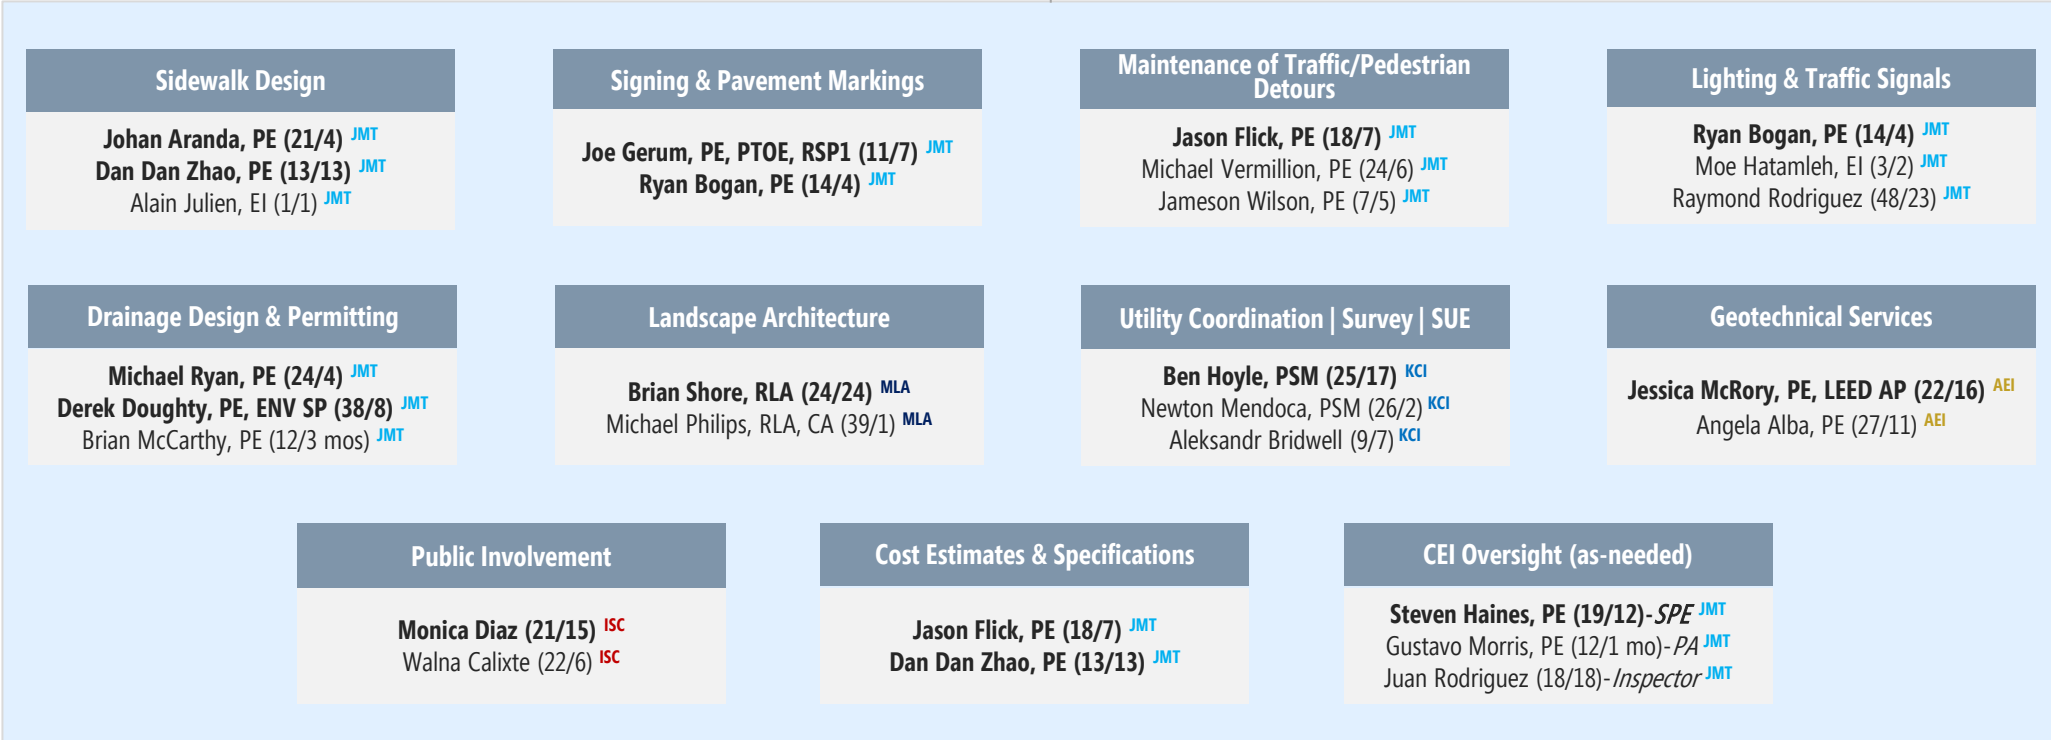 Sidewalk Design
Johan Aranda, PE (21/4) JMT
Dan Dan Zhao, PE (13/13) JMT
Alain Julien, EI (1/1) JMT
Signing & Pavement Markings
Joe Gerum, PE, PTOE, RSP1 (11/7) JMT
Ryan Bogan, PE (14/4) JMT
Maintenance of Traffic/Pedestrian
Detours
Jason Flick, PE (18/7) JMT
Michael Vermillion, PE (24/6) JMT
Jameson Wilson, PE (7/5) JMT
Lighting & Traffic Signals
Ryan Bogan, PE (14/4) JMT
Moe Hatamleh, EI (3/2) JMT
Raymond Rodriguez (48/23) JMT
Drainage Design & Permitting
Michael Ryan, PE (24/4) JMT
Derek Doughty, PE, ENV SP (38/8) JMT
Brian McCarthy, PE (12/3 mos) JMT
Landscape Architecture
Brian Shore, RLA (24/24) MLA
Michael Philips, RLA, CA (39/1) MLA
Utility Coordination | Survey | SUE
Ben Hoyle, PSM (25/17) KCI
Newton Mendoca, PSM (26/2) KCI
Aleksandr Bridwell (9/7) KCI
Geotechnical Services
Jessica McRory, PE, LEED AP (22/16) AEI
Angela Alba, PE (27/11) AEI
Public Involvement
Monica Diaz (21/15) ISC
Walna Calixte (22/6) ISC
Cost Estimates & Specifications
Jason Flick, PE (18/7) JMT
Dan Dan Zhao, PE (13/13) JMT
CEI Oversight (as-needed)
Steven Haines, PE (19/12)-SPE JMT
Gustavo Morris, PE (12/1 mo)-PA JMT
Juan Rodriguez (18/18)-Inspector JMT